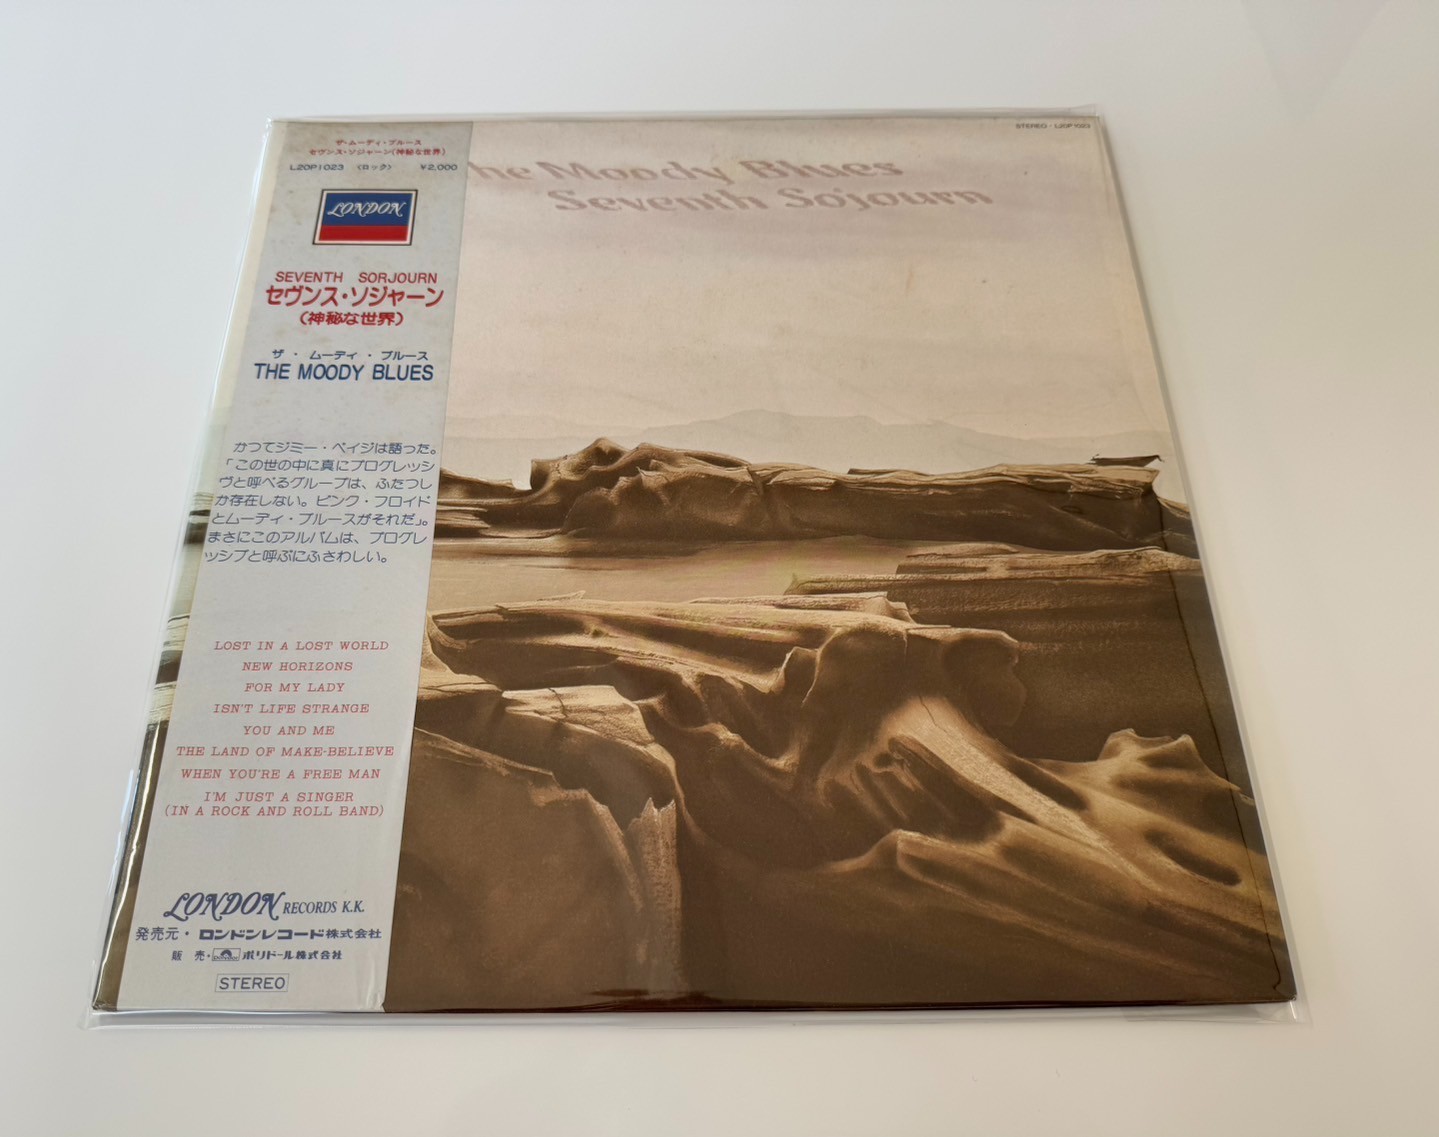 ザ・ムーディ・ブルース
セヴンス・ソジャーン(神秘な世界)
L20P1023 〈ロック〉 ¥2,000
LONDON
SEVENTH SORJOURN
セヴンス・ソジャーン
(神秘な世界)
ザ・ムーディ・ブルース
THE MOODY BLUES
かつてジミー・ペイジは語った。
「この世の中に真にプログレッシ
ヴと呼べるグループは、ふたつし
か存在しない。ピンク・フロイド
とムーディ・ブルースがそれだ」。
まさにこのアルバムは、プログレ
ッシブと呼ぶにふさわしい。
LOST IN A LOST WORLD
NEW HORIZONS
FOR MY LADY
ISN'T LIFE STRANGE
YOU AND ME
THE LAND OF MAKE-BELIEVE
WHEN YOU'RE A FREE MAN
I'M JUST A SINGER
(IN A ROCK AND ROLL BAND)
LONDON RECORDS K.K.
発売元・ロンドンレコード株式会社
販売・ポリドール株式会社
STEREO
STEREO・L20P1023
he Moody Blues
Seventh Sojourn